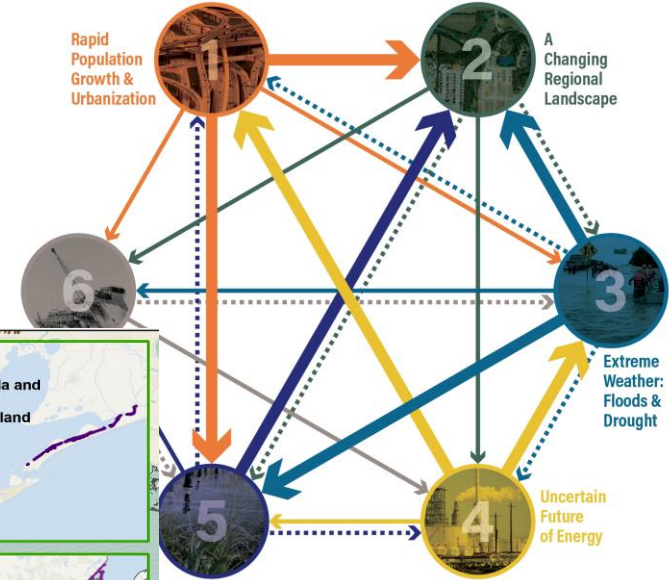 Rapid
Population
Growth &
Urbanization
1
2
A
Changing
Regional
Landscape
6
3
Extreme
Weather:
Floods &
Drought
and
land
5
4
Uncertain
Future
of Energy